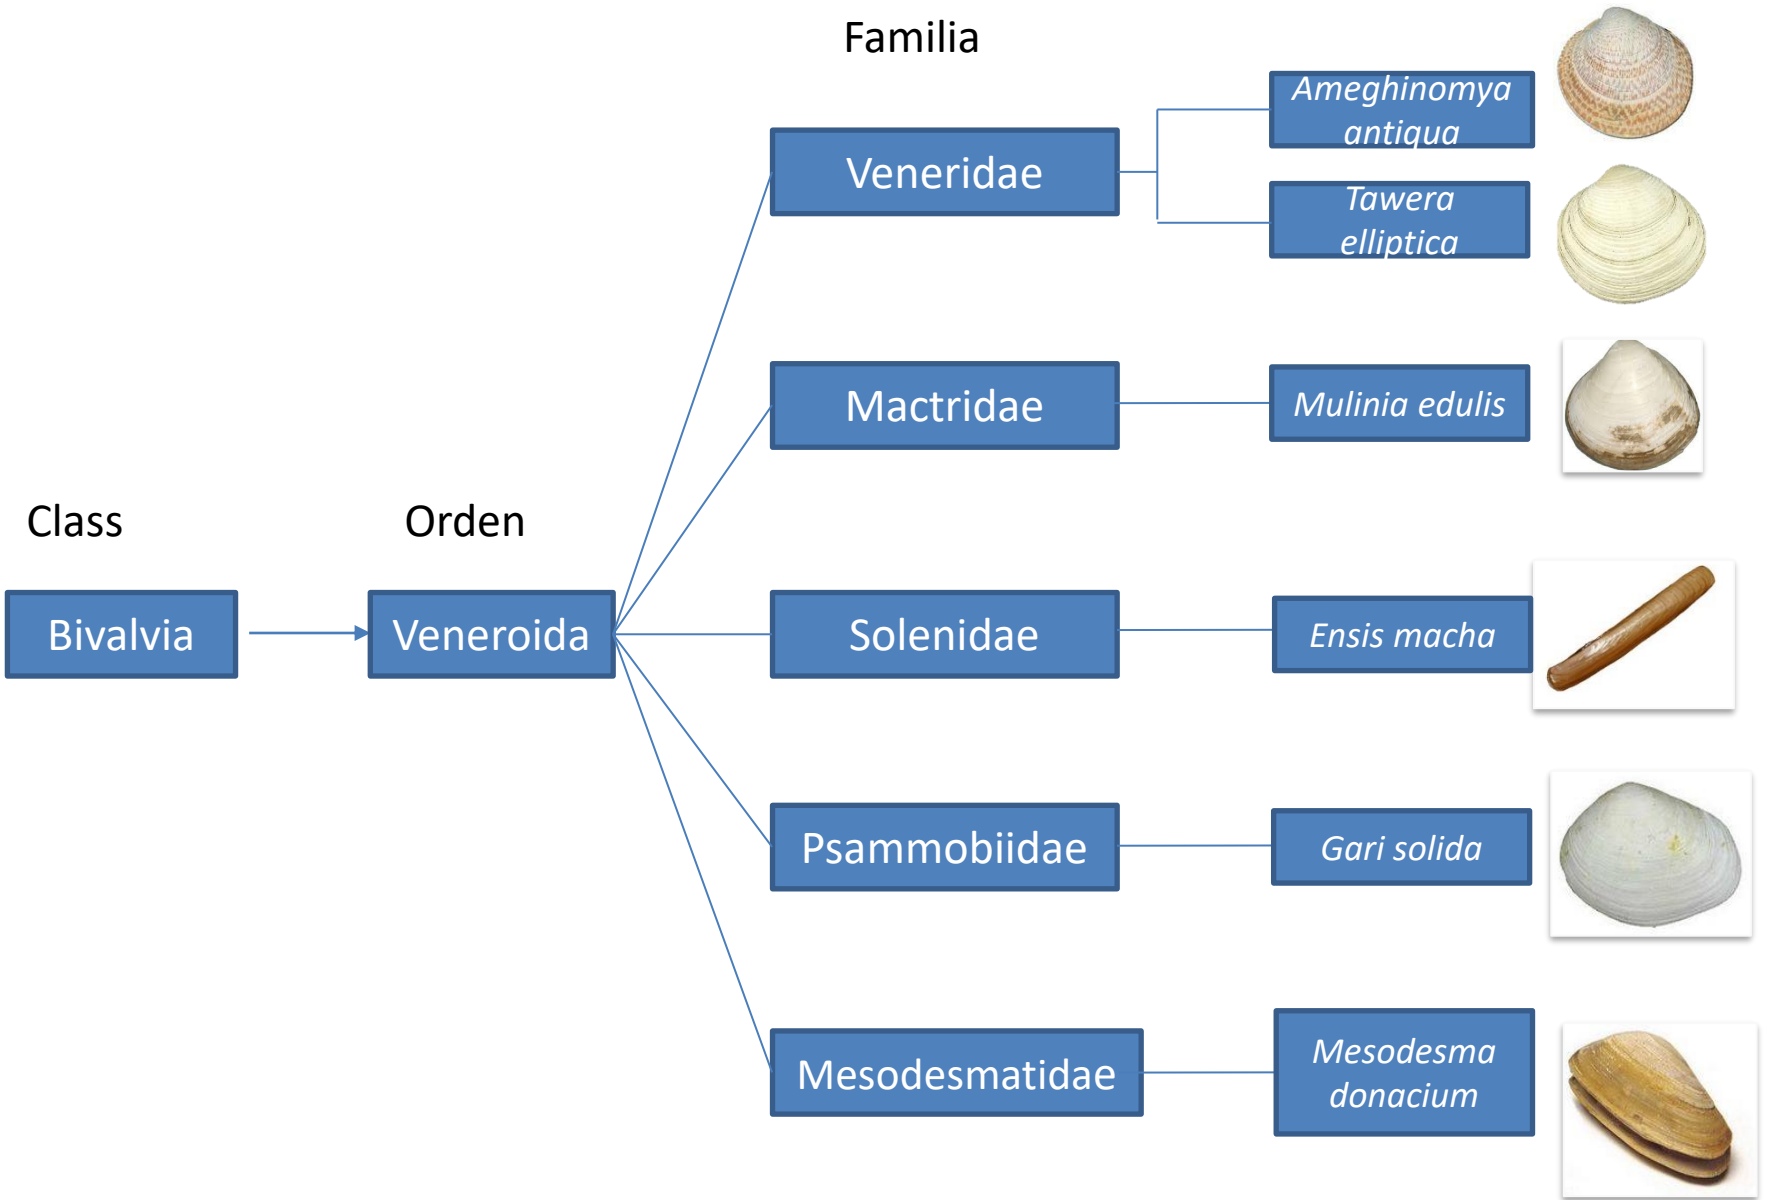 Familia
Ameghinomya
antiqua
Veneridae
Tawera
elliptica
Mactridae
Mulinia edulis
Class
Orden
Bivalvia
Veneroida
Solenidae
Ensis macha
Psammobiidae
Gari solida
Mesodesmatidae
Mesodesma
donacium